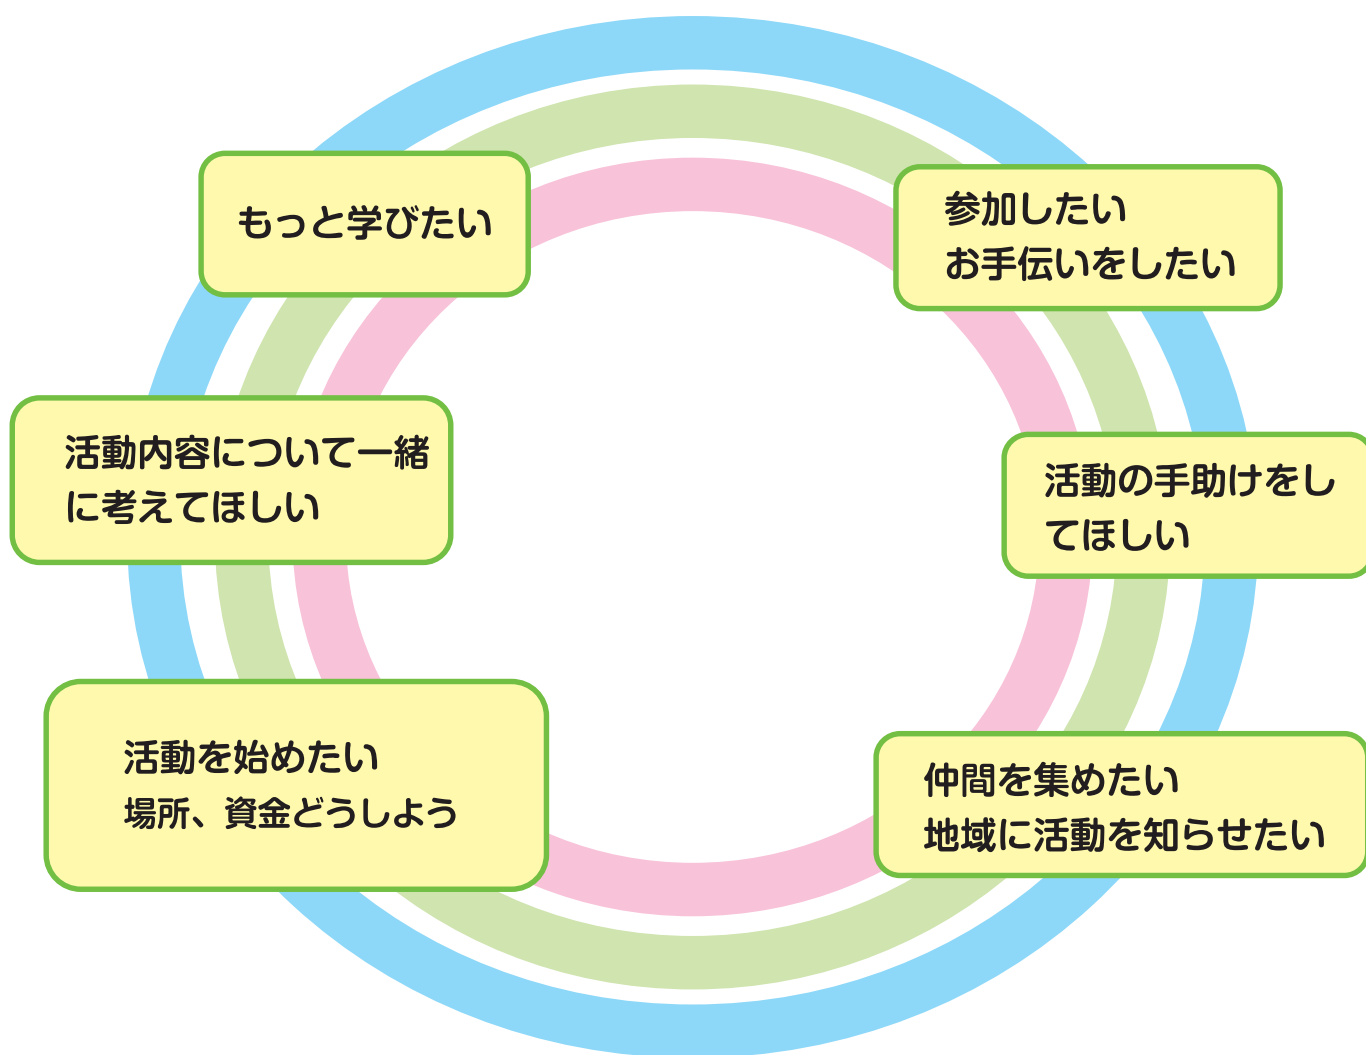 もっと学びたい
参加したい
お手伝いをしたい
活動内容について一緒
に考えてほしい
活動の手助けをし
てほしい
活動を始めたい
場所、資金どうしよう
仲間を集めたい
地域に活動を知らせたい